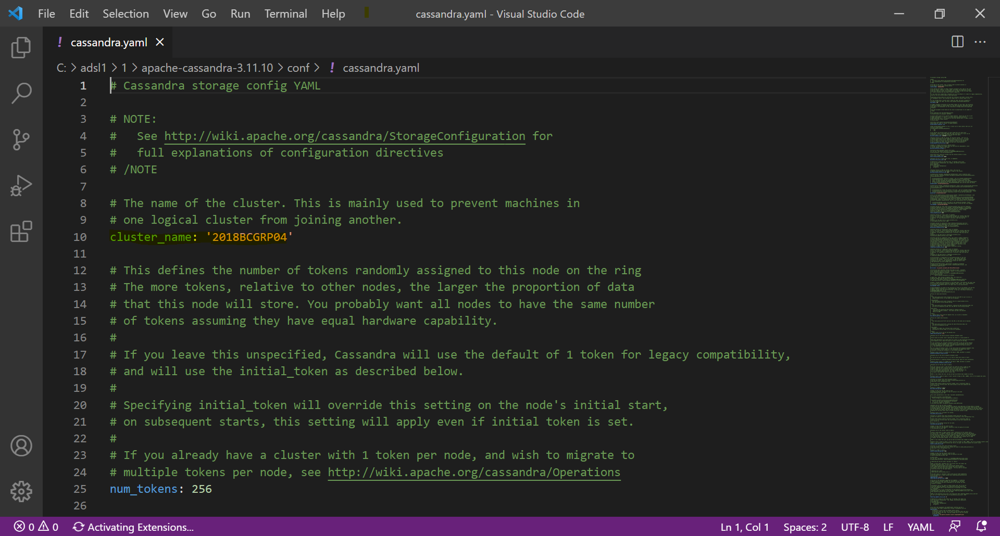 File Edit Selection View Go Run Terminal Help cassandra.yaml - Visual Studio Code
! cassandra.yaml
C: > adsl1 > 1 > apache-cassandra-3.11.10 > conf > ! cassandra.yaml
1 # Cassandra storage config YAML
2
3 # NOTE:
4 #   See http://wiki.apache.org/cassandra/StorageConfiguration for
5 #   full explanations of configuration directives
6 # /NOTE
7
8 # The name of the cluster. This is mainly used to prevent machines in
9 # one logical cluster from joining another.
10 cluster_name: '2018BCGRP04'
11
12 # This defines the number of tokens randomly assigned to this node on the ring
13 # The more tokens, relative to other nodes, the larger the proportion of data
14 # that this node will store. You probably want all nodes to have the same number
15 # of tokens assuming they have equal hardware capability.
16 #
17 # If you leave this unspecified, Cassandra will use the default of 1 token for legacy compatibility,
18 # and will use the initial_token as described below.
19 #
20 # Specifying initial_token will override this setting on the node's initial start,
21 # on subsequent starts, this setting will apply even if initial token is set.
22 #
23 # If you already have a cluster with 1 token per node, and wish to migrate to
24 # multiple tokens per node, see http://wiki.apache.org/cassandra/Operations
25 num_tokens: 256
26
0 0 Activating Extensions... Ln 1, Col 1 Spaces: 2 UTF-8 LF YAML